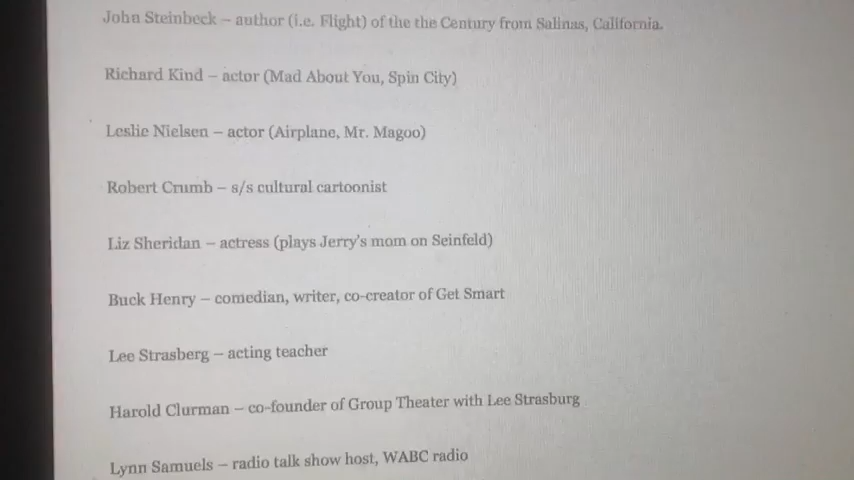 John Steinbeck – author (i.e. Flight) of the the Century from Salinas, California.
Richard Kind – actor (Mad About You, Spin City)
Leslie Nielsen – actor (Airplane, Mr. Magoo)
Robert Crumb – s/s cultural cartoonist
Liz Sheridan – actress (plays Jerry's mom on Seinfeld)
Buck Henry – comedian, writer, co-creator of Get Smart
Lee Strasberg – acting teacher
Harold Clurman – co-founder of Group Theater with Lee Strasburg
Lynn Samuels – radio talk show host, WABC radio